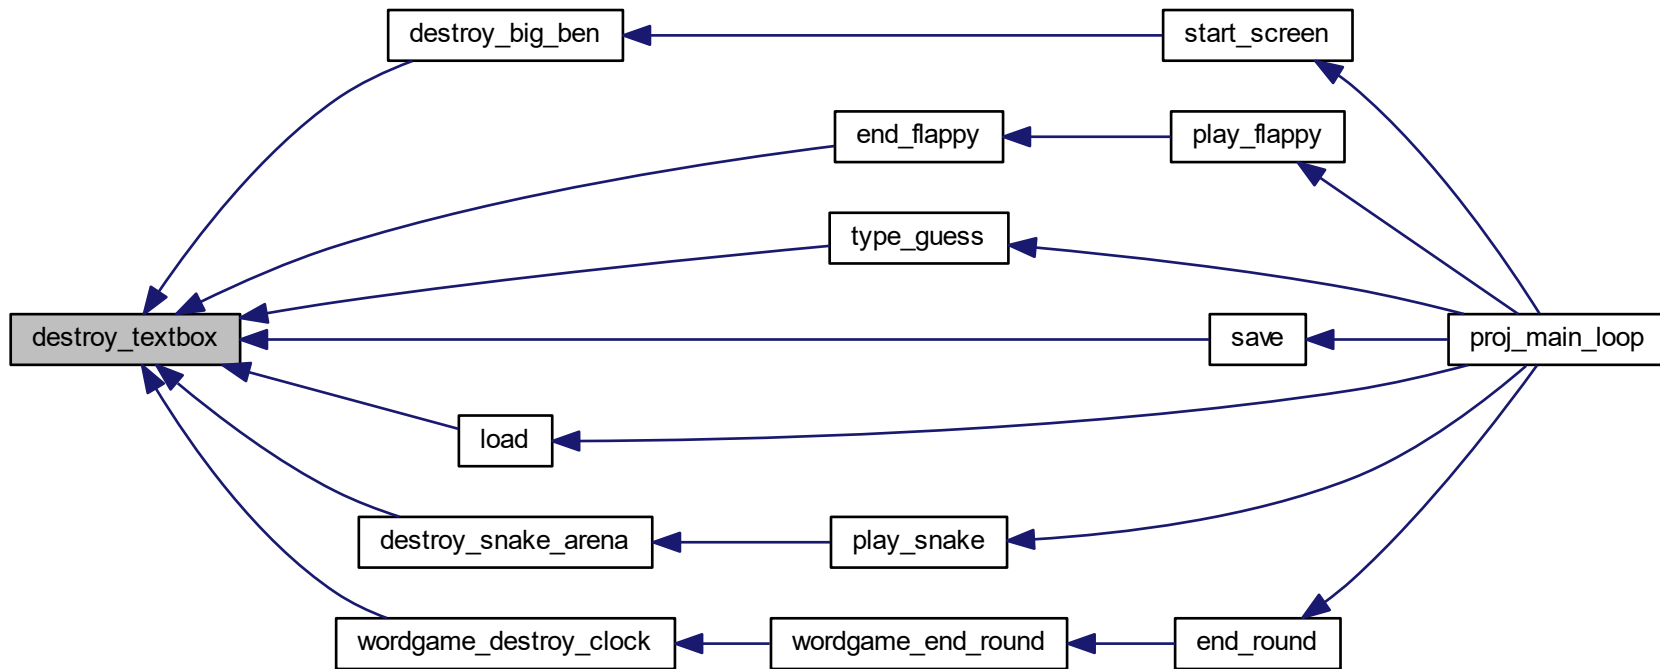 destroy_big_ben
start_screen
end_flappy
play_flappy
type_guess
destroy_textbox
save
proj_main_loop
load
destroy_snake_arena
play_snake
wordgame_destroy_clock
wordgame_end_round
end_round